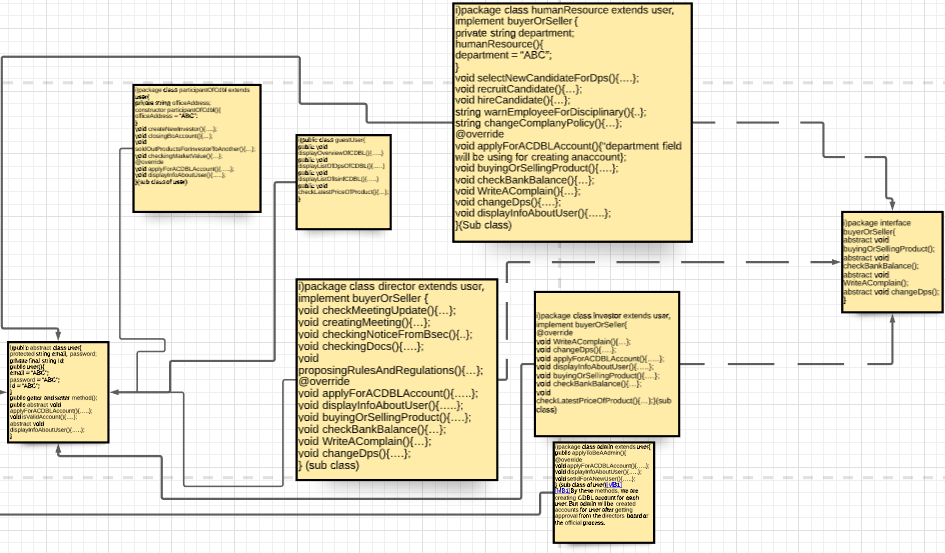 i)package class humanResource extends user,
implement buyerOrSeller {
private string department;
humanResource(){
department = "ABC";
}
void selectNewCandidateForDps(){....};
void recruitCandidate(){...};
void hireCandidate(){...};
string warnEmployeeForDisciplinary(){..};
string changeComplanyPolicy(){...};
@override
void applyForACDBLAccount(){"department field
will be using for creating anaccount};
void buyingOrSellingProduct(){....};
void checkBankBalance(){...};
void WriteAComplain(){...};
void changeDps(){....};
void displayInfoAboutUser(){.....};
}(Sub class)
i)package class participantOfCdbl extends
user{
private string officeAddress;
constructor participantOfCdbl(){
officeAddress = "ABC";
}
void createNewInvestor(){.....};
void closingBoAccount(){....};
void
soldOutProductsForInvestorToAnother(){...};
void checkingMarketValue(){...};
@override
void applyForACDBLAccount(){....};
void displayInfoAboutUser(){....};
}(sub class of user)
i)public class guestUser{
public void
displayOverviewOfCDBL(){.....}
public void
displayListOfDpsOfCDBL(){....}
public void
public void
checkLatestPriceOfProduct(){...};
}
i)package interface
buyerOrSeller{
abstract void
buyingOrSellingProduct();
abstract void
checkBankBalance();
abstract void
WriteAComplain();
abstract void changeDps();
}
i)package class director extends user,
implement buyerOrSeller {
void checkMeetingUpdate(){...};
void creatingMeeting(){...};
void checkingNoticeFromBsec(){..};
void checkingDocs(){....};
void
proposingRulesAndRegulations(){...};
@override
void applyForACDBLAccount(){....};
void displayInfoAboutUser(){....};
void buyingOrSellingProduct(){....};
void checkBankBalance(){...};
void WriteAComplain(){...};
void changeDps(){....};
} (sub class)
i)package class investor extends user,
implement buyerOrSeller{
@override
void WriteAComplain(){...};
void changeDps(){....};
void applyForACDBLAccount(){.....};
void displayInfoAboutUser(){.....};
void buyingOrSellingProduct(){....};
void checkBankBalance(){...};
void
checkLatestPriceOfProduct(){...};}(sub
class)
i)public abstract class user{
protected string email, password;
private final string id;
public user(){
email = "ABC";
password = "ABC";
id = "ABC";
}
public getter and setter method();
public abstract void
applyForACDBLAccount(){....};
void isValidAccount(){....};
abstract void
displayInfoAboutUser(){....};
}
i)package class admin extends user{
public applyToBeAAdmin(){}
@override
void applyForACDBLAccount(){....};
void displayInfoAboutUser(){....};
void sendIdForANewUser(){....};
} (sub class of user)[MB1]
[MB1]By these methods, we are
creating CDBL account for each
user. But admin will be created
accounts for user after getting
approval from the directors board or
the official process.